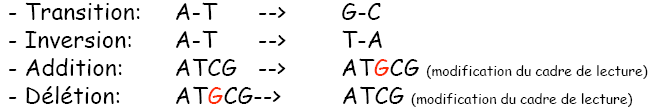 - Transition: A-T --> G-C
- Inversion: A-T --> T-A
- Addition: ATCG --> ATGCG (modification du cadre de lecture)
- Délétion: ATGCG--> ATCG (modification du cadre de lecture)